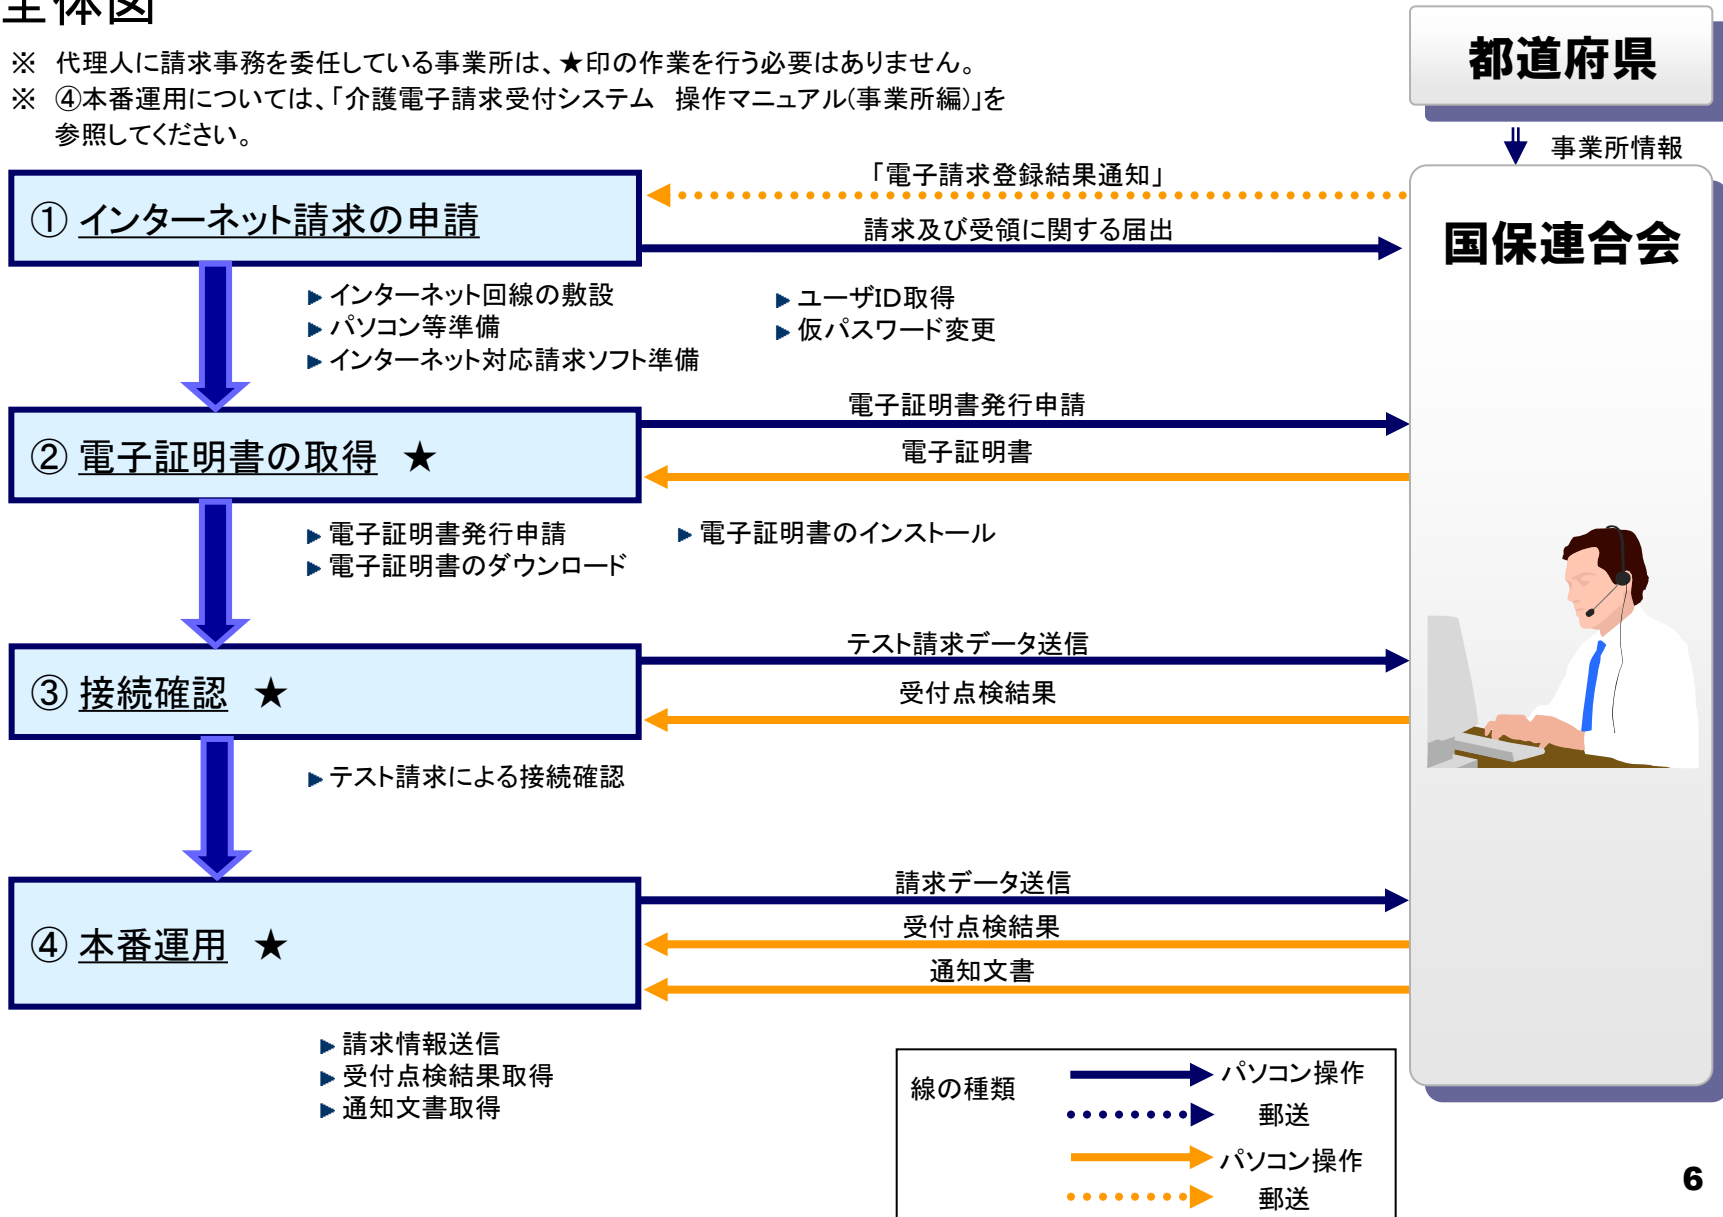 全体図
※　代理人に請求事務を委任している事業所は、★印の作業を行う必要はありません。
※　④本番運用については、「介護電子請求受付システム　操作マニュアル(事業所編)」を
参照してください。
都道府県
事業所情報
国保連合会
「電子請求登録結果通知」
① インターネット請求の申請
請求及び受領に関する届出
インターネット回線の敷設
パソコン等準備
インターネット対応請求ソフト準備
ユーザID取得
仮パスワード変更
電子証明書発行申請
② 電子証明書の取得　★
電子証明書
電子証明書発行申請
電子証明書のダウンロード
電子証明書のインストール
テスト請求データ送信
③ 接続確認　★
受付点検結果
テスト請求による接続確認
請求データ送信
④ 本番運用　★
受付点検結果
通知文書
請求情報送信
受付点検結果取得
通知文書取得
線の種類
パソコン操作
郵送
パソコン操作
郵送
6